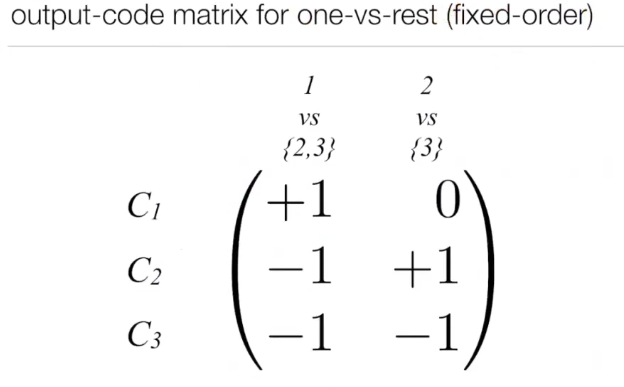 output-code matrix for one-vs-rest (fixed-order)
1 2
vs vs
{2,3} {3}
C1 +1 0
C2 −1 +1
C3 −1 −1